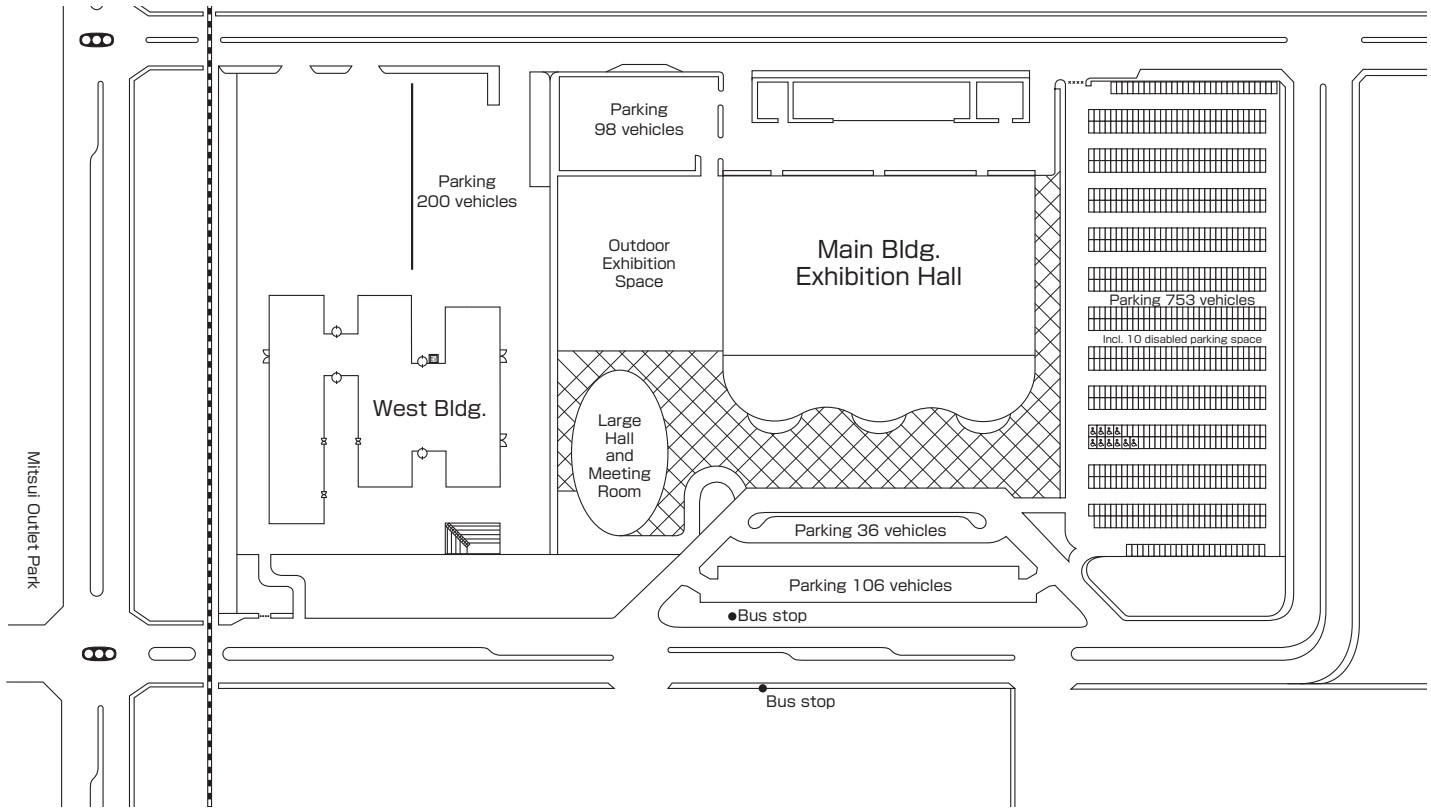 Parking
98 vehicles
Parking
200 vehicles
Outdoor
Exhibition
Space
Main Bldg.
Exhibition Hall
Parking 753 vehicles
Incl. 10 disabled parking space
West Bldg.
Large
Hall
and
Meeting
Room
Mitsui Outlet Park
Parking 36 vehicles
Parking 106 vehicles
Bus stop
Bus stop